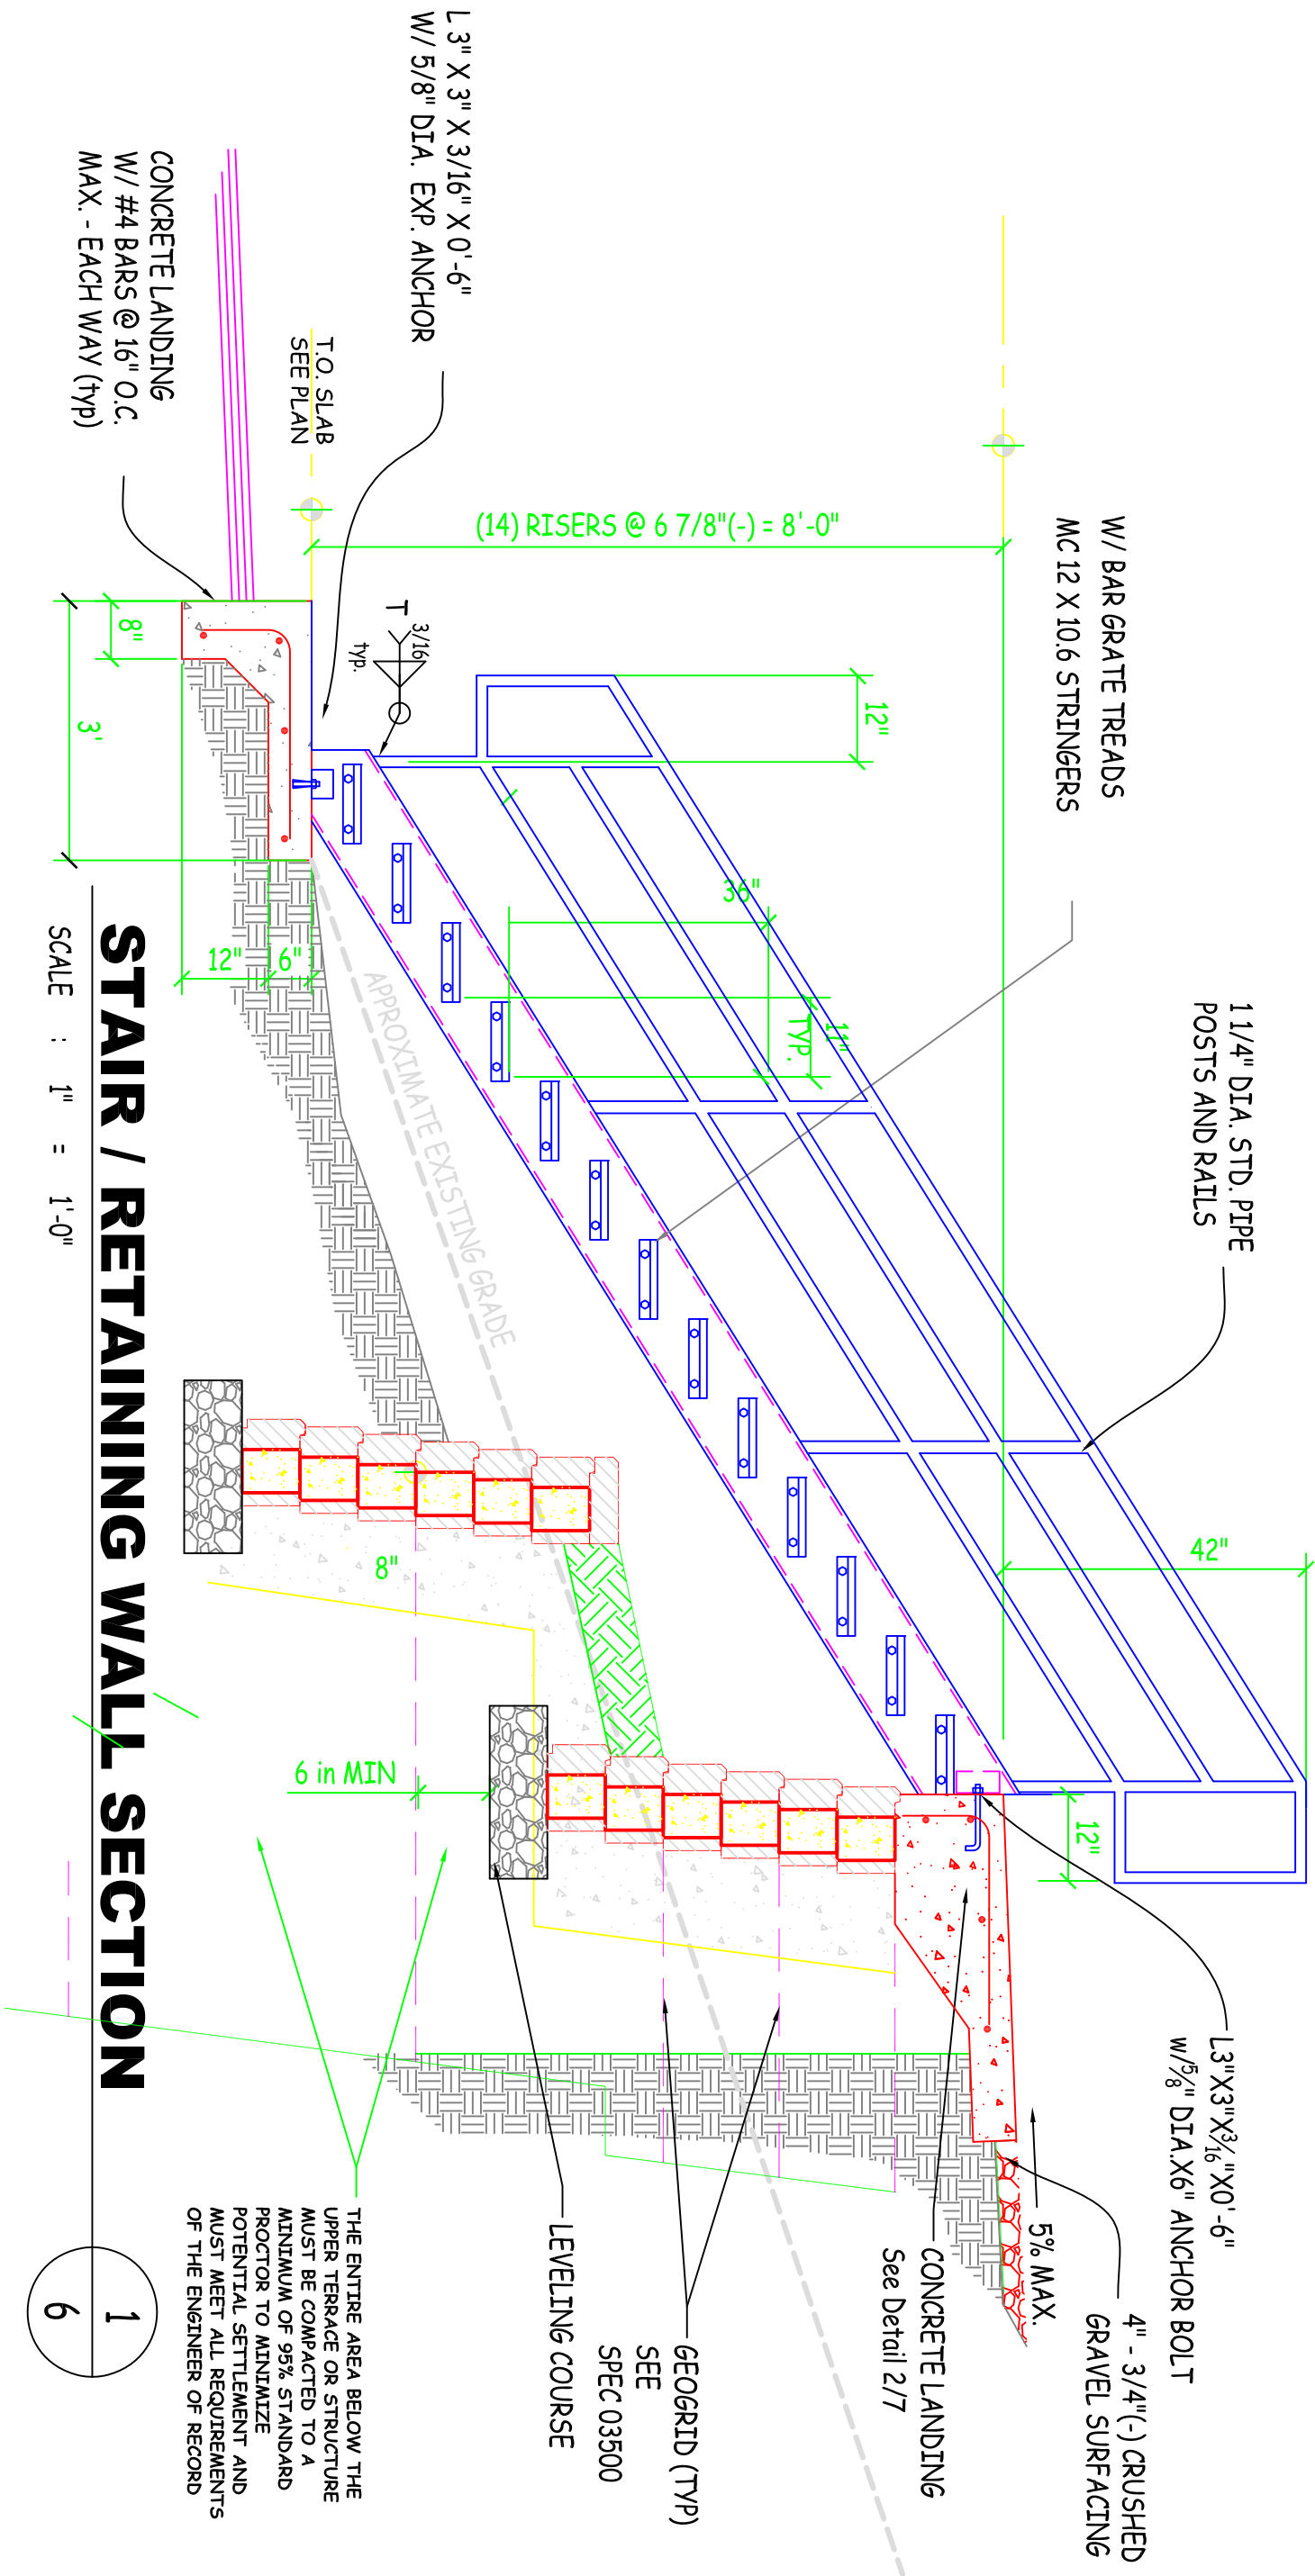 L 3" X 3" X 3/16" X 0'-6"
W/ 5/8" DIA. EXP. ANCHOR
CONCRETE LANDING
W/ #4 BARS @ 16" O.C.
MAX. - EACH WAY (typ)
T.O. SLAB
SEE PLAN
(14) RISERS @ 6 7/8"(-) = 8'-0"
W/ BAR GRATE TREADS
MC 12 X 10.6 STRINGERS
1 1/4" DIA. STD. PIPE
POSTS AND RAILS
3/16
T
typ.
12"
8"
3'
12"
6"
36"
11"
TYP.
APPROXIMATE EXISTING GRADE
42"
12"
8"
6 in MIN
L3"X3"X3/16"X0'-6"
W/5/8" DIA.X6" ANCHOR BOLT
4" - 3/4"(-) CRUSHED
GRAVEL SURFACING
5% MAX.
CONCRETE LANDING
See Detail 2/7
GEOGRID (TYP)
SEE
SPEC 03500
LEVELING COURSE
THE ENTIRE AREA BELOW THE
UPPER TERRACE OR STRUCTURE
MUST BE COMPACTED TO A
MINIMUM OF 95% STANDARD
PROCTOR TO MINIMIZE
POTENTIAL SETTLEMENT AND
MUST MEET ALL REQUIREMENTS
OF THE ENGINEER OF RECORD
STAIR / RETAINING WALL SECTION
SCALE : 1" = 1'-0"
1
6